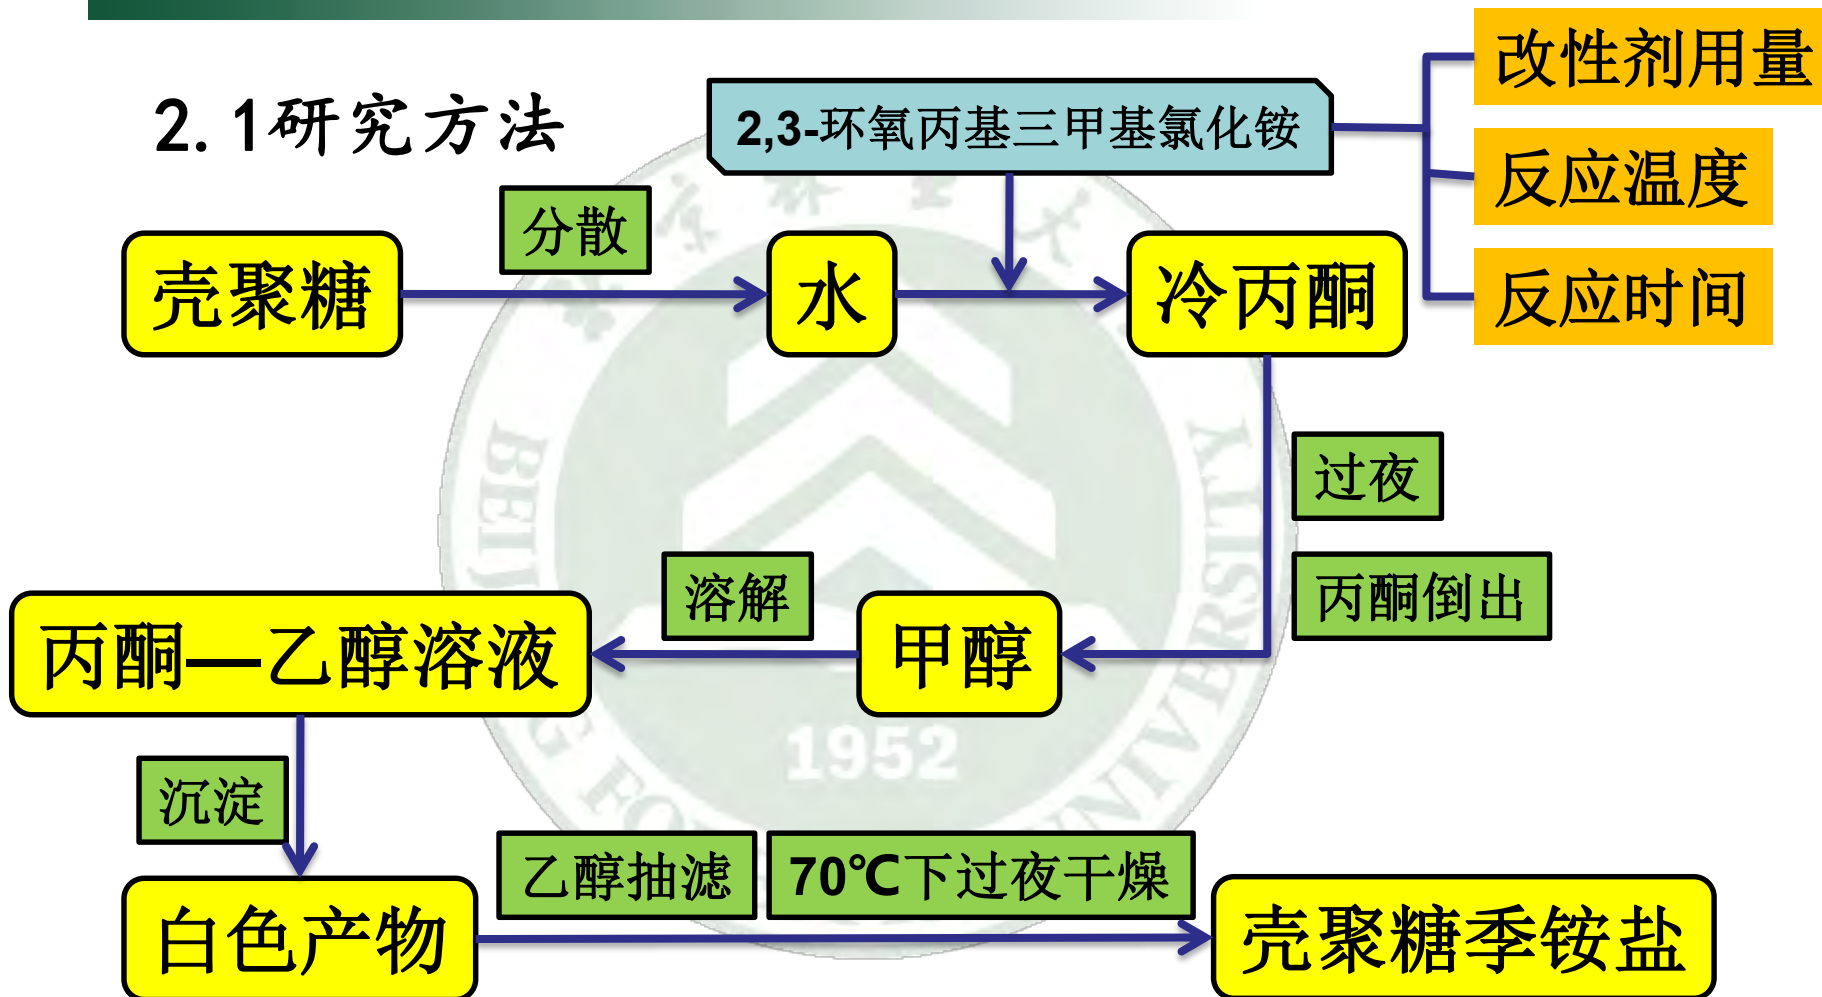 2.1研究方法
2,3-环氧丙基三甲基氯化铵
改性剂用量
反应温度
反应时间
分散
壳聚糖
水
冷丙酮
过夜
丙酮倒出
溶解
甲醇
丙酮—乙醇溶液
沉淀
乙醇抽滤
70℃下过夜干燥
白色产物
壳聚糖季铵盐
1952